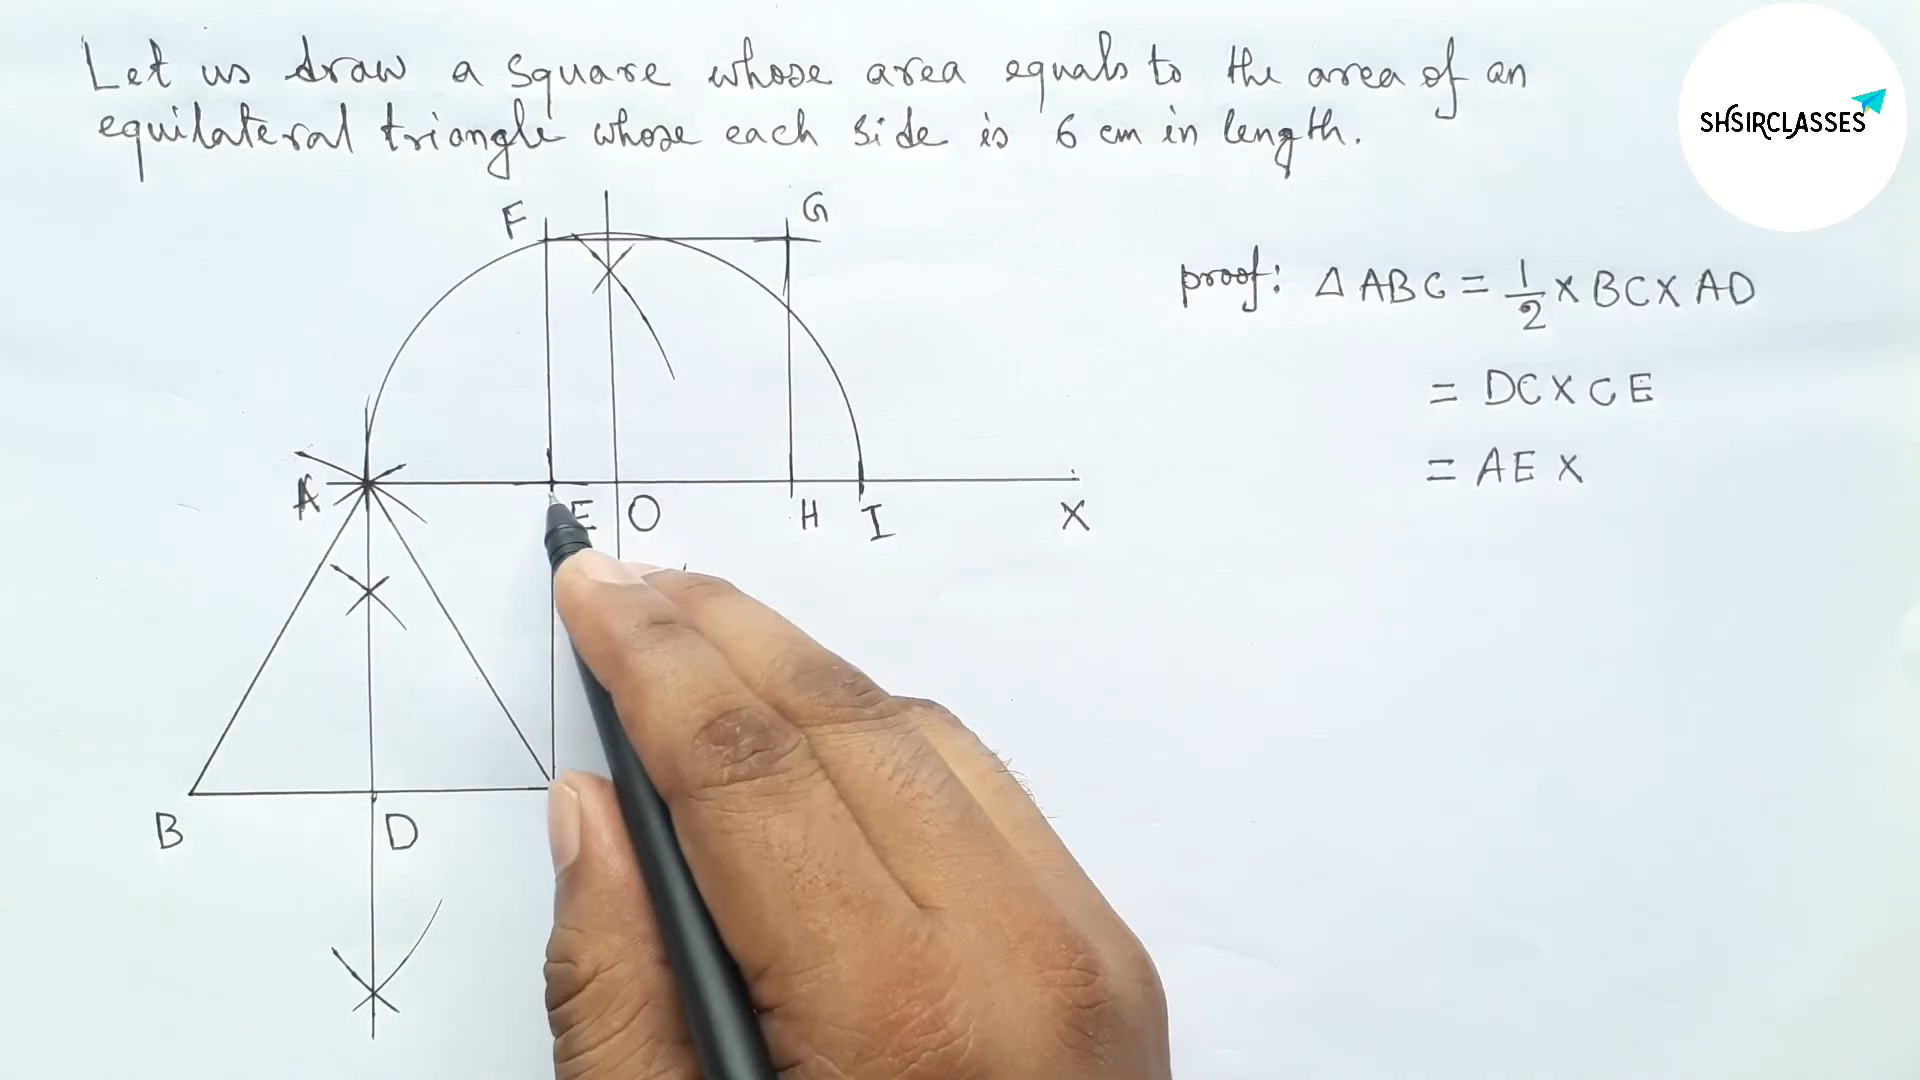 Let us draw a square whose area equals to the area of an
equilateral triangle whose each side is 6 cm in length.
SHSIRCLASSES
F G
proof: Δ ABC = 1/2 × BC × AD
= DC × CE
= AE ×
A E O H I X
B D